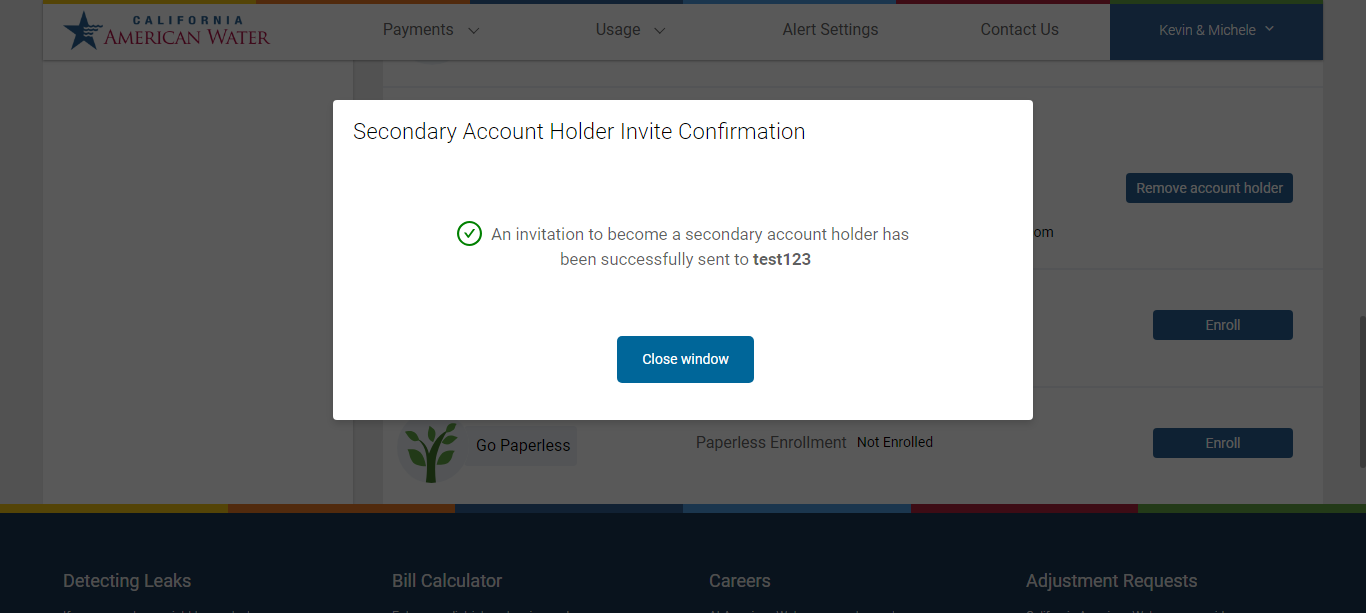 CALIFORNIA
AMERICAN WATER
Payments
Usage
Alert Settings
Contact Us
Kevin & Michele
Secondary Account Holder Invite Confirmation
Remove account holder
An invitation to become a secondary account holder has
om
been successfully sent to test123
Enroll
Close window
Go Paperless
Paperless Enrollment Not Enrolled
Enroll
Detecting Leaks
Bill Calculator
Careers
Adjustment Requests